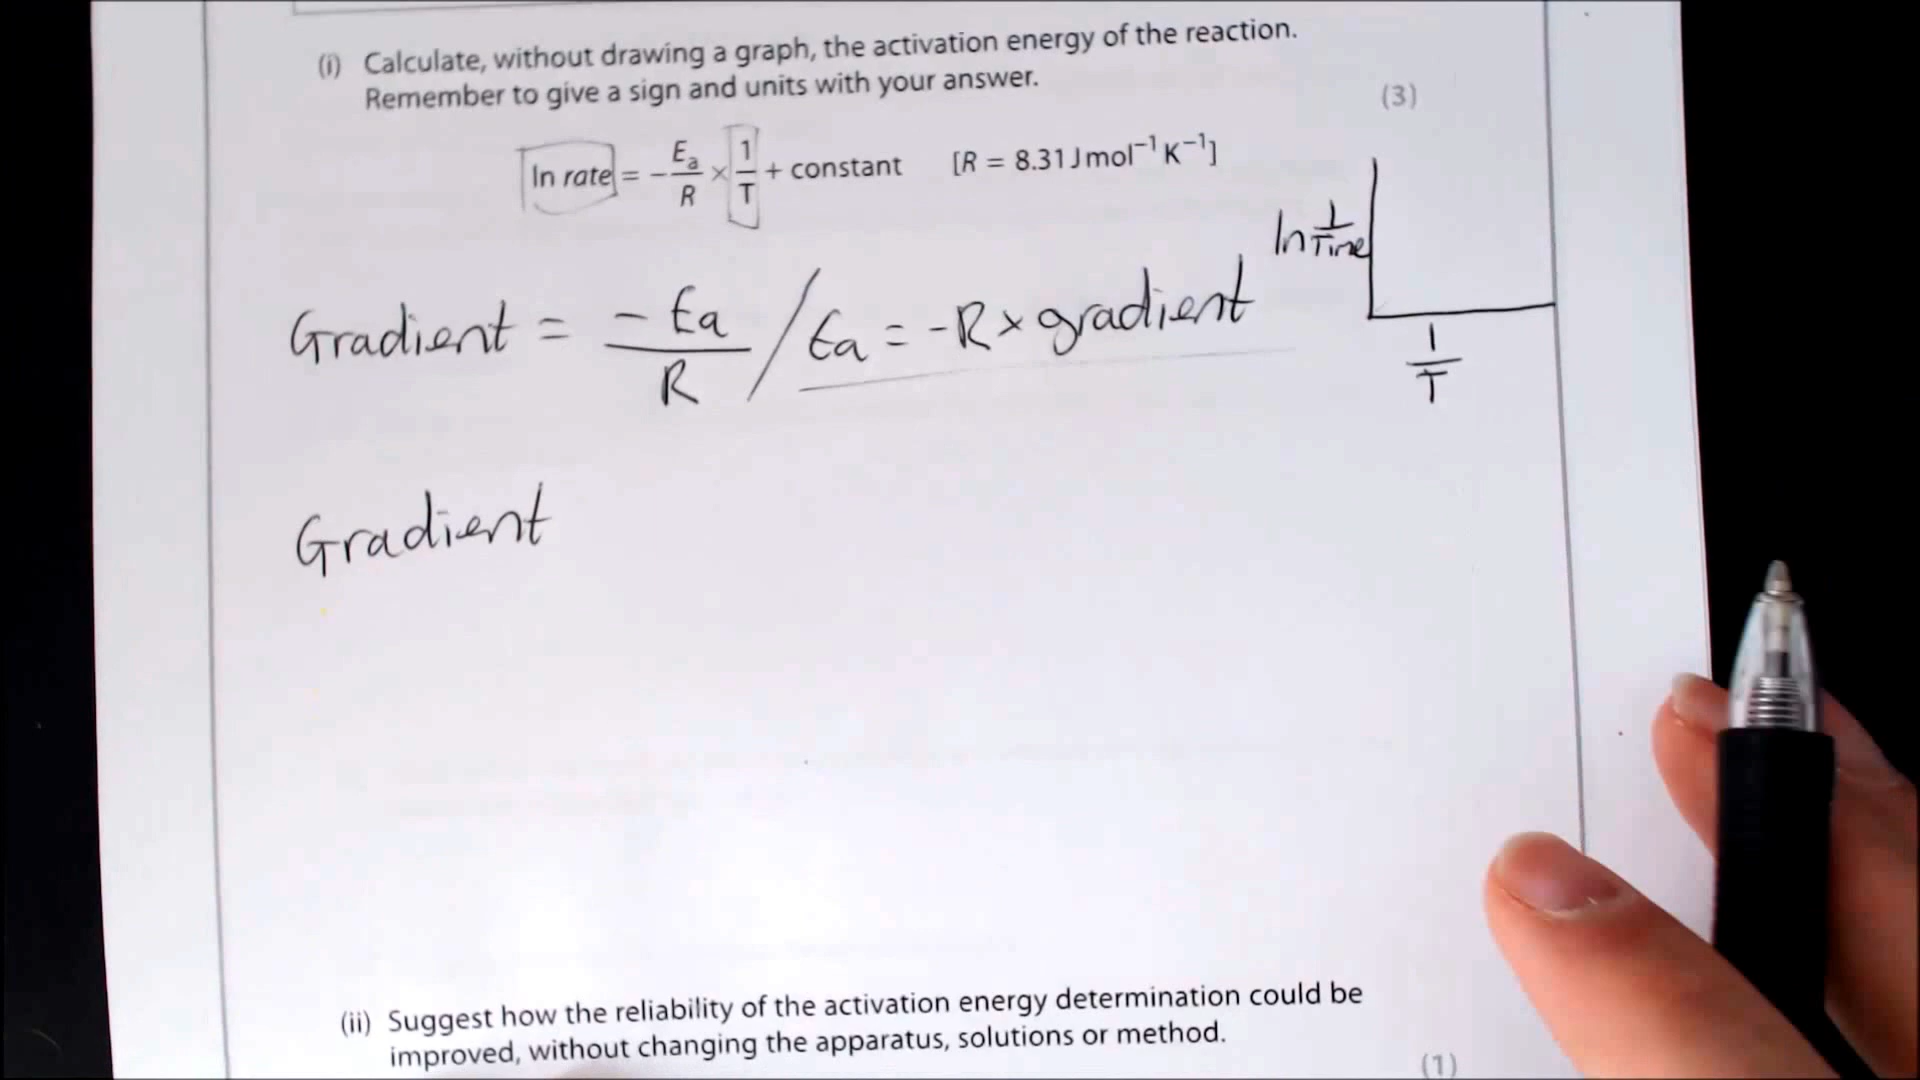 (i) Calculate, without drawing a graph, the activation energy of the reaction.
Remember to give a sign and units with your answer.
(3)
ln rate = −Ea/R × 1/T + constant [R = 8.31 J mol⁻¹ K⁻¹]
ln 1/Time
Gradient = -Ea/R / Ea = -R × gradient
1/T
Gradient
(ii) Suggest how the reliability of the activation energy determination could be
improved, without changing the apparatus, solutions or method.
(1)